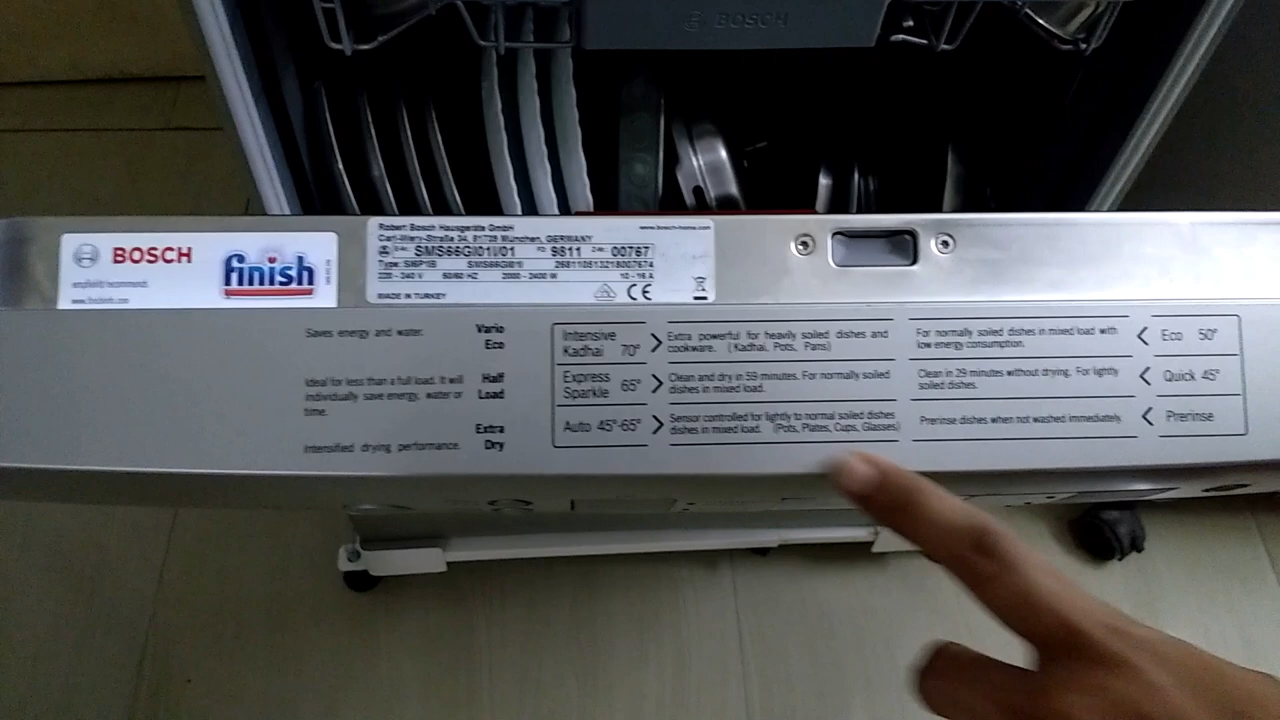 BOSCH
BOSCH
finish
Robert Bosch Hausgeräte GmbH
www.bosch-home.com
Carl-Wery-Straße 34, 81739 München, GERMANY
SMS66GI01I/01 FD 9811 00767
Type: SMS66GI01I
220 - 240 V 50/60 HZ 2000 - 2400 W 10 - 16 A
MADE IN TURKEY
CE
Saves energy and water.
Vario
Eco
Ideal for less than a full load. It will
individually save energy, water or
time.
Half
Load
Intensified drying performance.
Extra
Dry
Intensive
Kadhai 70°
Extra powerful for heavily soiled dishes and
cookware. (Kadhai, Pots, Pans)
Express
Sparkle 65°
Clean and dry in 59 minutes. For normally soiled
dishes in mixed load.
Auto 45°-65°
Sensor controlled for lightly to normal soiled dishes
dishes in mixed load. (Pots, Plates, Cups, Glasses)
For normally soiled dishes in mixed load with
low energy consumption.
Eco 50°
Clean in 29 minutes without drying. For lightly
soiled dishes.
Quick 45°
Prerinse dishes when not washed immediately.
Prerinse